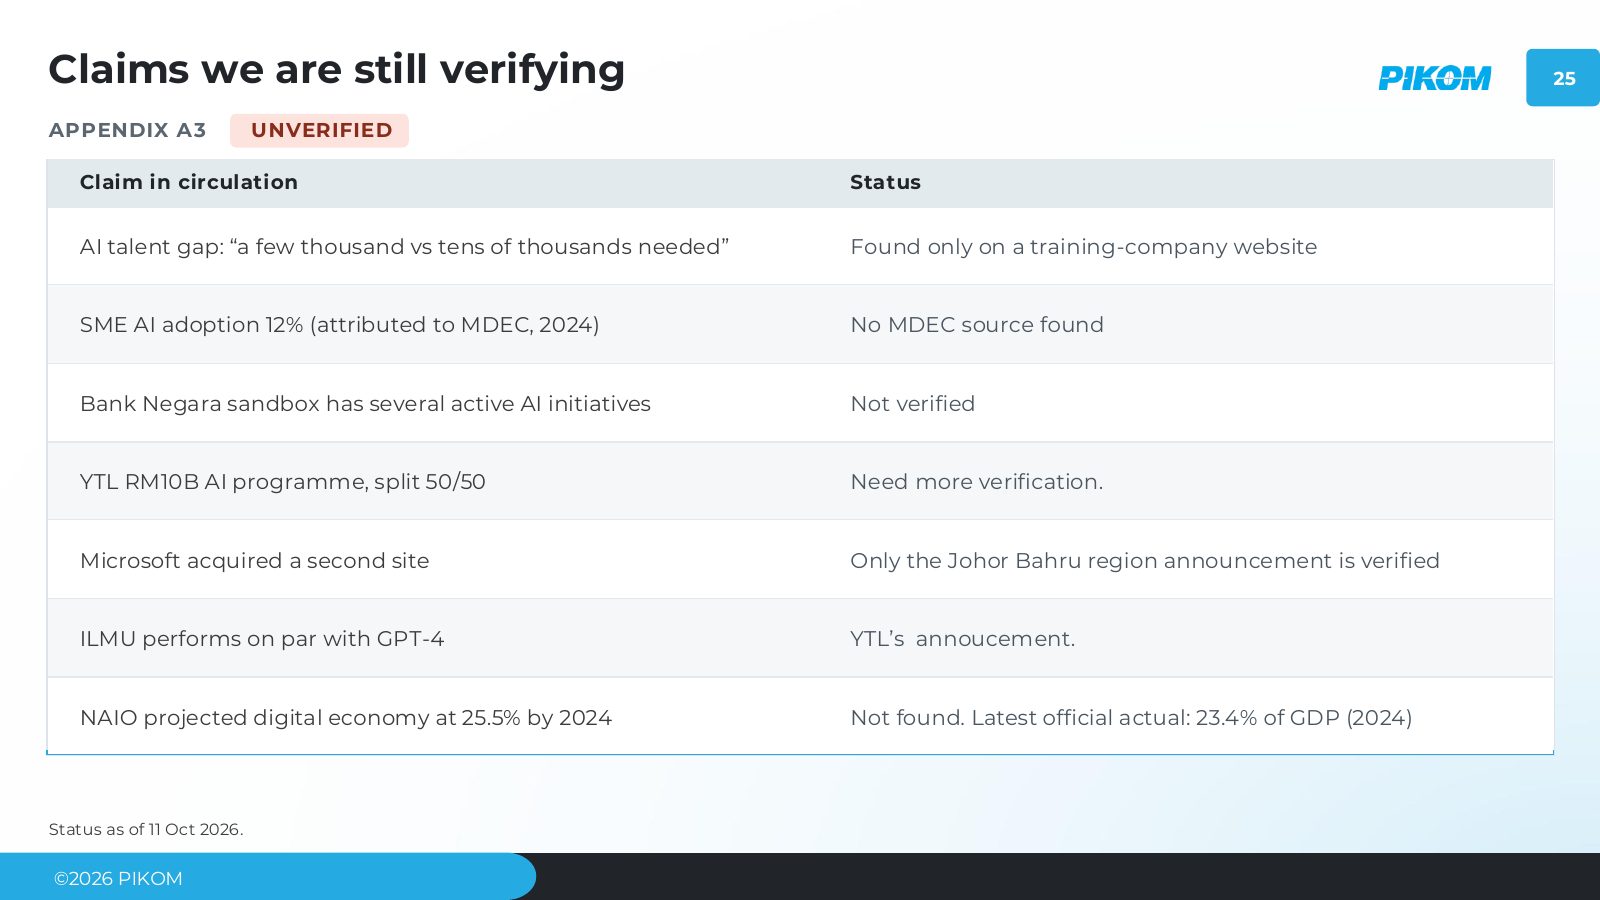 Claims we are still verifying
PIKOM
25
APPENDIX A3
UNVERIFIED
Claim in circulation
Status
AI talent gap: “a few thousand vs tens of thousands needed”
Found only on a training-company website
SME AI adoption 12% (attributed to MDEC, 2024)
No MDEC source found
Bank Negara sandbox has several active AI initiatives
Not verified
YTL RM10B AI programme, split 50/50
Need more verification.
Microsoft acquired a second site
Only the Johor Bahru region announcement is verified
ILMU performs on par with GPT-4
YTL’s  annoucement.
NAIO projected digital economy at 25.5% by 2024
Not found. Latest official actual: 23.4% of GDP (2024)
Status as of 11 Oct 2026.
©2026 PIKOM